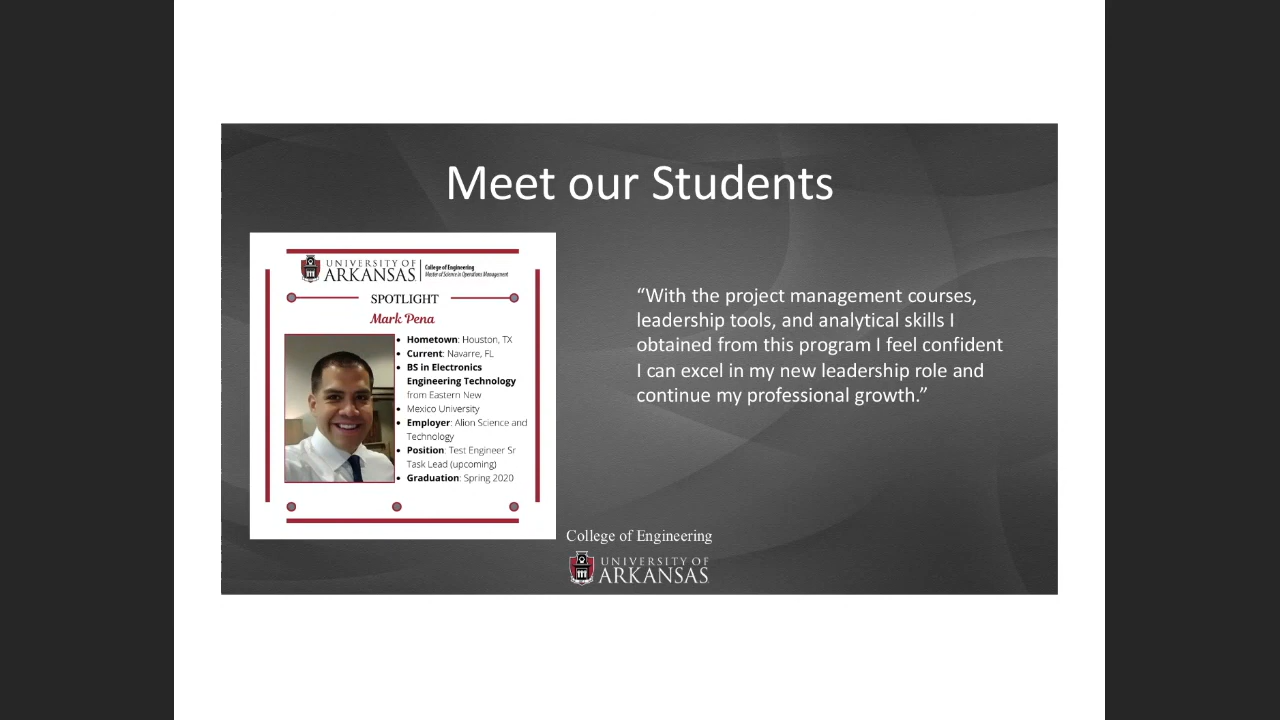 Meet our Students
UNIVERSITY OF
ARKANSAS
College of Engineering
Master of Science in Operations Management
SPOTLIGHT
Mark Pena
• Hometown: Houston, TX
• Current: Navarre, FL
• BS in Electronics
Engineering Technology
from Eastern New
• Mexico University
• Employer: Alion Science and
Technology
• Position: Test Engineer Sr
Task Lead (upcoming)
• Graduation: Spring 2020
“With the project management courses,
leadership tools, and analytical skills I
obtained from this program I feel confident
I can excel in my new leadership role and
continue my professional growth.”
College of Engineering
UNIVERSITY OF
ARKANSAS